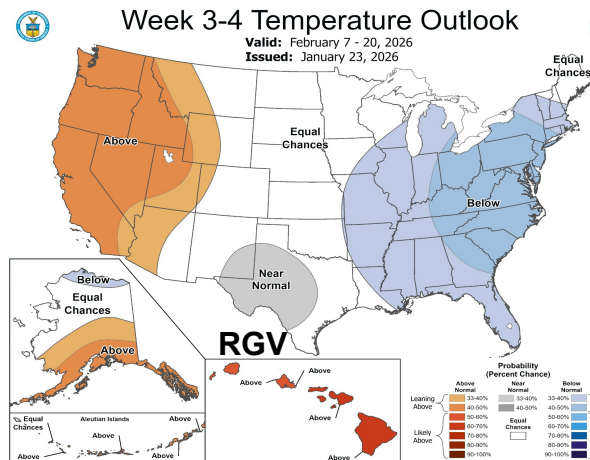 Week 3-4 Temperature Outlook
Valid: February 7 - 20, 2026
Issued: January 23, 2026
Equal
Chances
Above
Equal
Chances
Below
Near
Normal
Below
Equal
Chances
Above
RGV
Equal
Chances
Aleutian Islands
Above
Above
Above
Above
Above
Above
Above
Above
Probability
(Percent Chance)
Above
Normal
Near
Normal
Below
Normal
Leaning
Above
33-40%
40-50%
50-60%
Likely
Above
60-70%
70-80%
80-90%
90-100%
33-40%
40-50%
Equal
Chances
33-40%
40-50%
50-60%
60-70%
70-80%
80-90%
90-100%